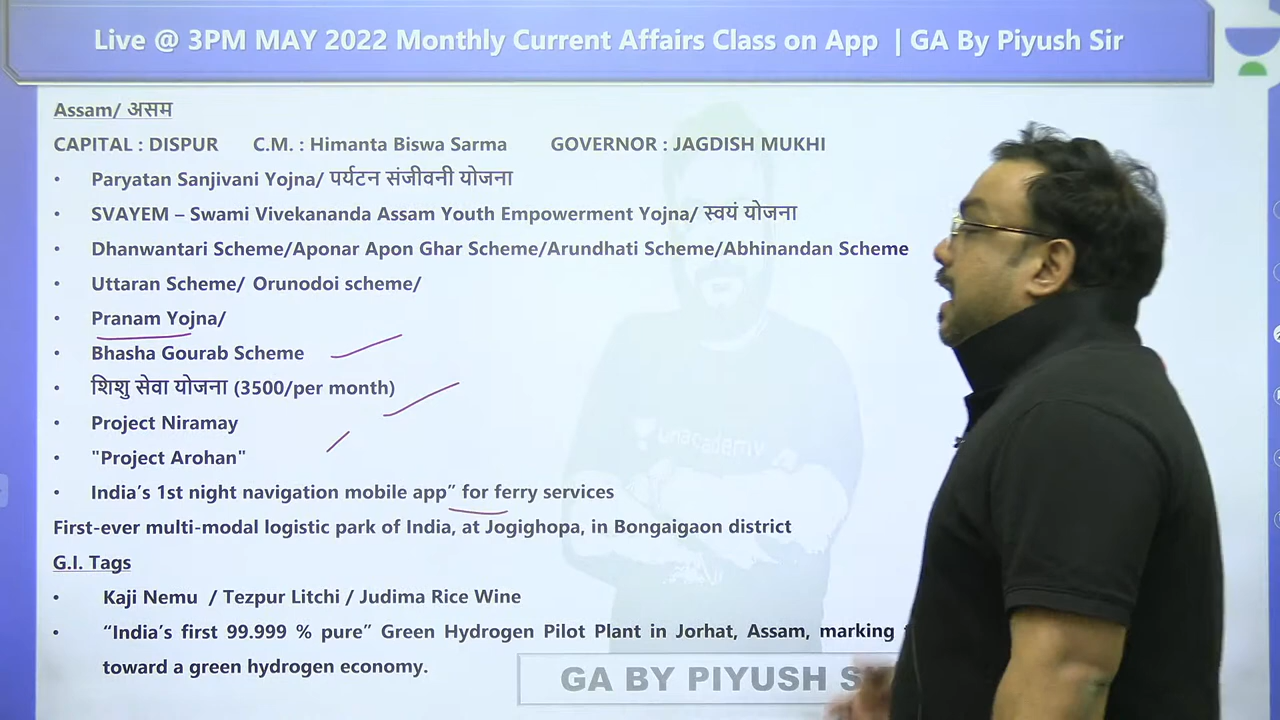 Live @ 3PM MAY 2022 Monthly Current Affairs Class on App | GA By Piyush Sir
Assam/ असम
CAPITAL : DISPUR C.M. : Himanta Biswa Sarma GOVERNOR : JAGDISH MUKHI
• Paryatan Sanjivani Yojna/ पर्यटन संजीवनी योजना
• SVAYEM – Swami Vivekananda Assam Youth Empowerment Yojna/ स्वयं योजना
• Dhanwantari Scheme/Aponar Apon Ghar Scheme/Arundhati Scheme/Abhinandan Scheme
• Uttaran Scheme/ Orunodoi scheme/
• Pranam Yojna/
• Bhasha Gourab Scheme
• शिशु सेवा योजना (3500/per month)
• Project Niramay
• "Project Arohan"
• India’s 1st night navigation mobile app” for ferry services
First-ever multi-modal logistic park of India, at Jogighopa, in Bongaigaon district
G.I. Tags
• Kaji Nemu / Tezpur Litchi / Judima Rice Wine
• “India’s first 99.999 % pure” Green Hydrogen Pilot Plant in Jorhat, Assam, marking
toward a green hydrogen economy.
unacademy
GA BY PIYUSH